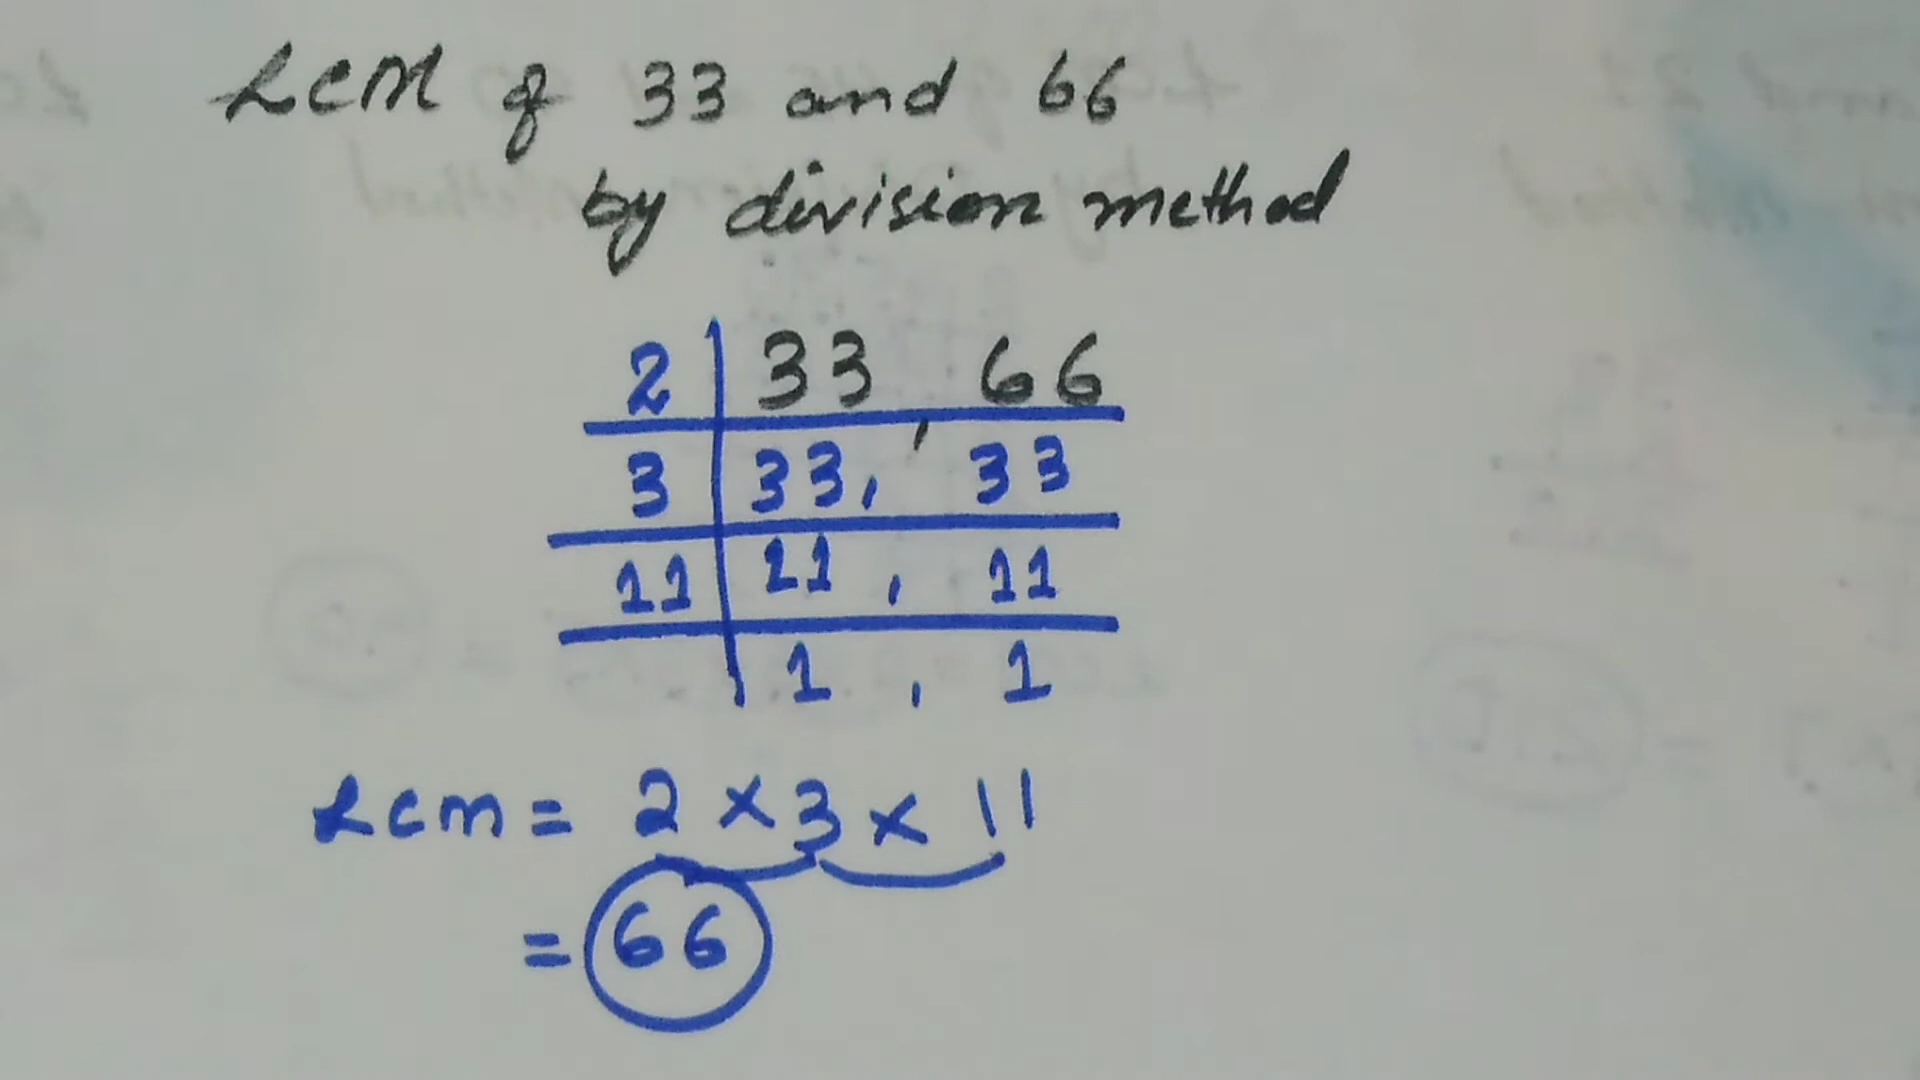 LCM of 33 and 66
by division method
2 33, 66
3 33, 33
11 11, 11
1, 1
LCM = 2 × 3 × 11
= 66